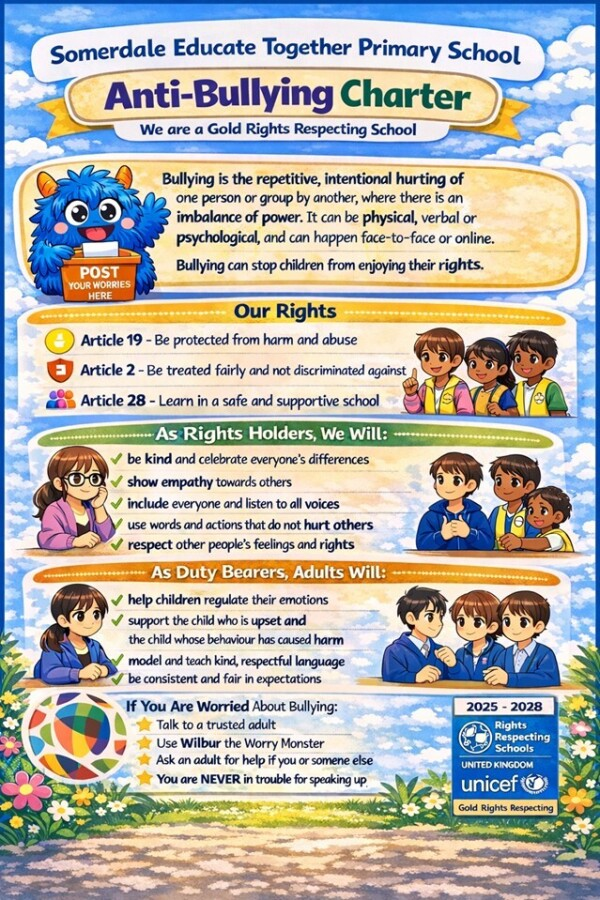 Somerdale Educate Together Primary School
Anti-Bullying Charter
We are a Gold Rights Respecting School
Bullying is the repetitive, intentional hurting of
one person or group by another, where there is an
imbalance of power. It can be physical, verbal or
psychological, and can happen face-to-face or online.
Bullying can stop children from enjoying their rights.
POST
YOUR WORRIES
HERE
Our Rights
Article 19 - Be protected from harm and abuse
Article 2 - Be treated fairly and not discriminated against
Article 28 - Learn in a safe and supportive school
As Rights Holders, We Will:
be kind and celebrate everyone's differences
show empathy towards others
include everyone and listen to all voices
use words and actions that do not hurt others
respect other people's feelings and rights
As Duty Bearers, Adults Will:
help children regulate their emotions
support the child who is upset and
the child whose behaviour has caused harm
model and teach kind, respectful language
be consistent and fair in expectations
If You Are Worried About Bullying:
Talk to a trusted adult
Use Wilbur the Worry Monster
Ask an adult for help if you or somene else
You are NEVER in trouble for speaking up
2025 - 2028
Rights
Respecting
Schools
UNITED KINGDOM
unicef
Gold Rights Respecting